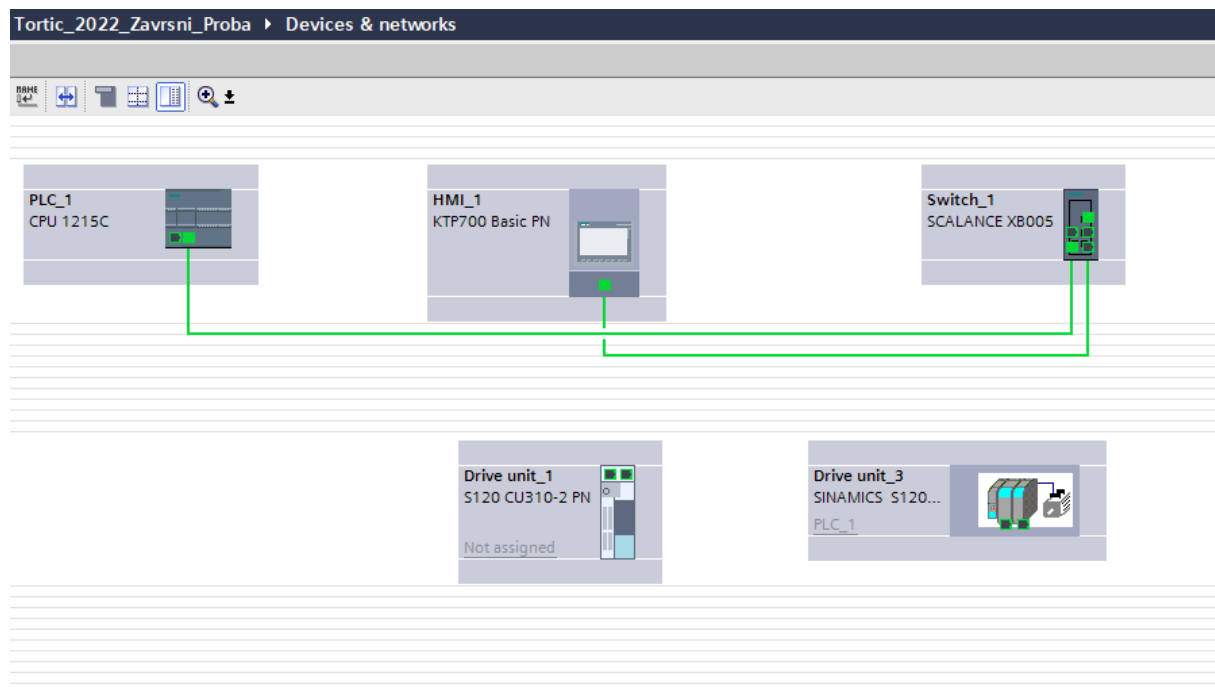 Tortic_2022_Zavrsni_Proba ▸ Devices & networks
PLC_1
CPU 1215C
HMI_1
KTP700 Basic PN
Switch_1
SCALANCE XB005
Drive unit_1
S120 CU310-2 PN
Not assigned
Drive unit_3
SINAMICS S120...
PLC_1